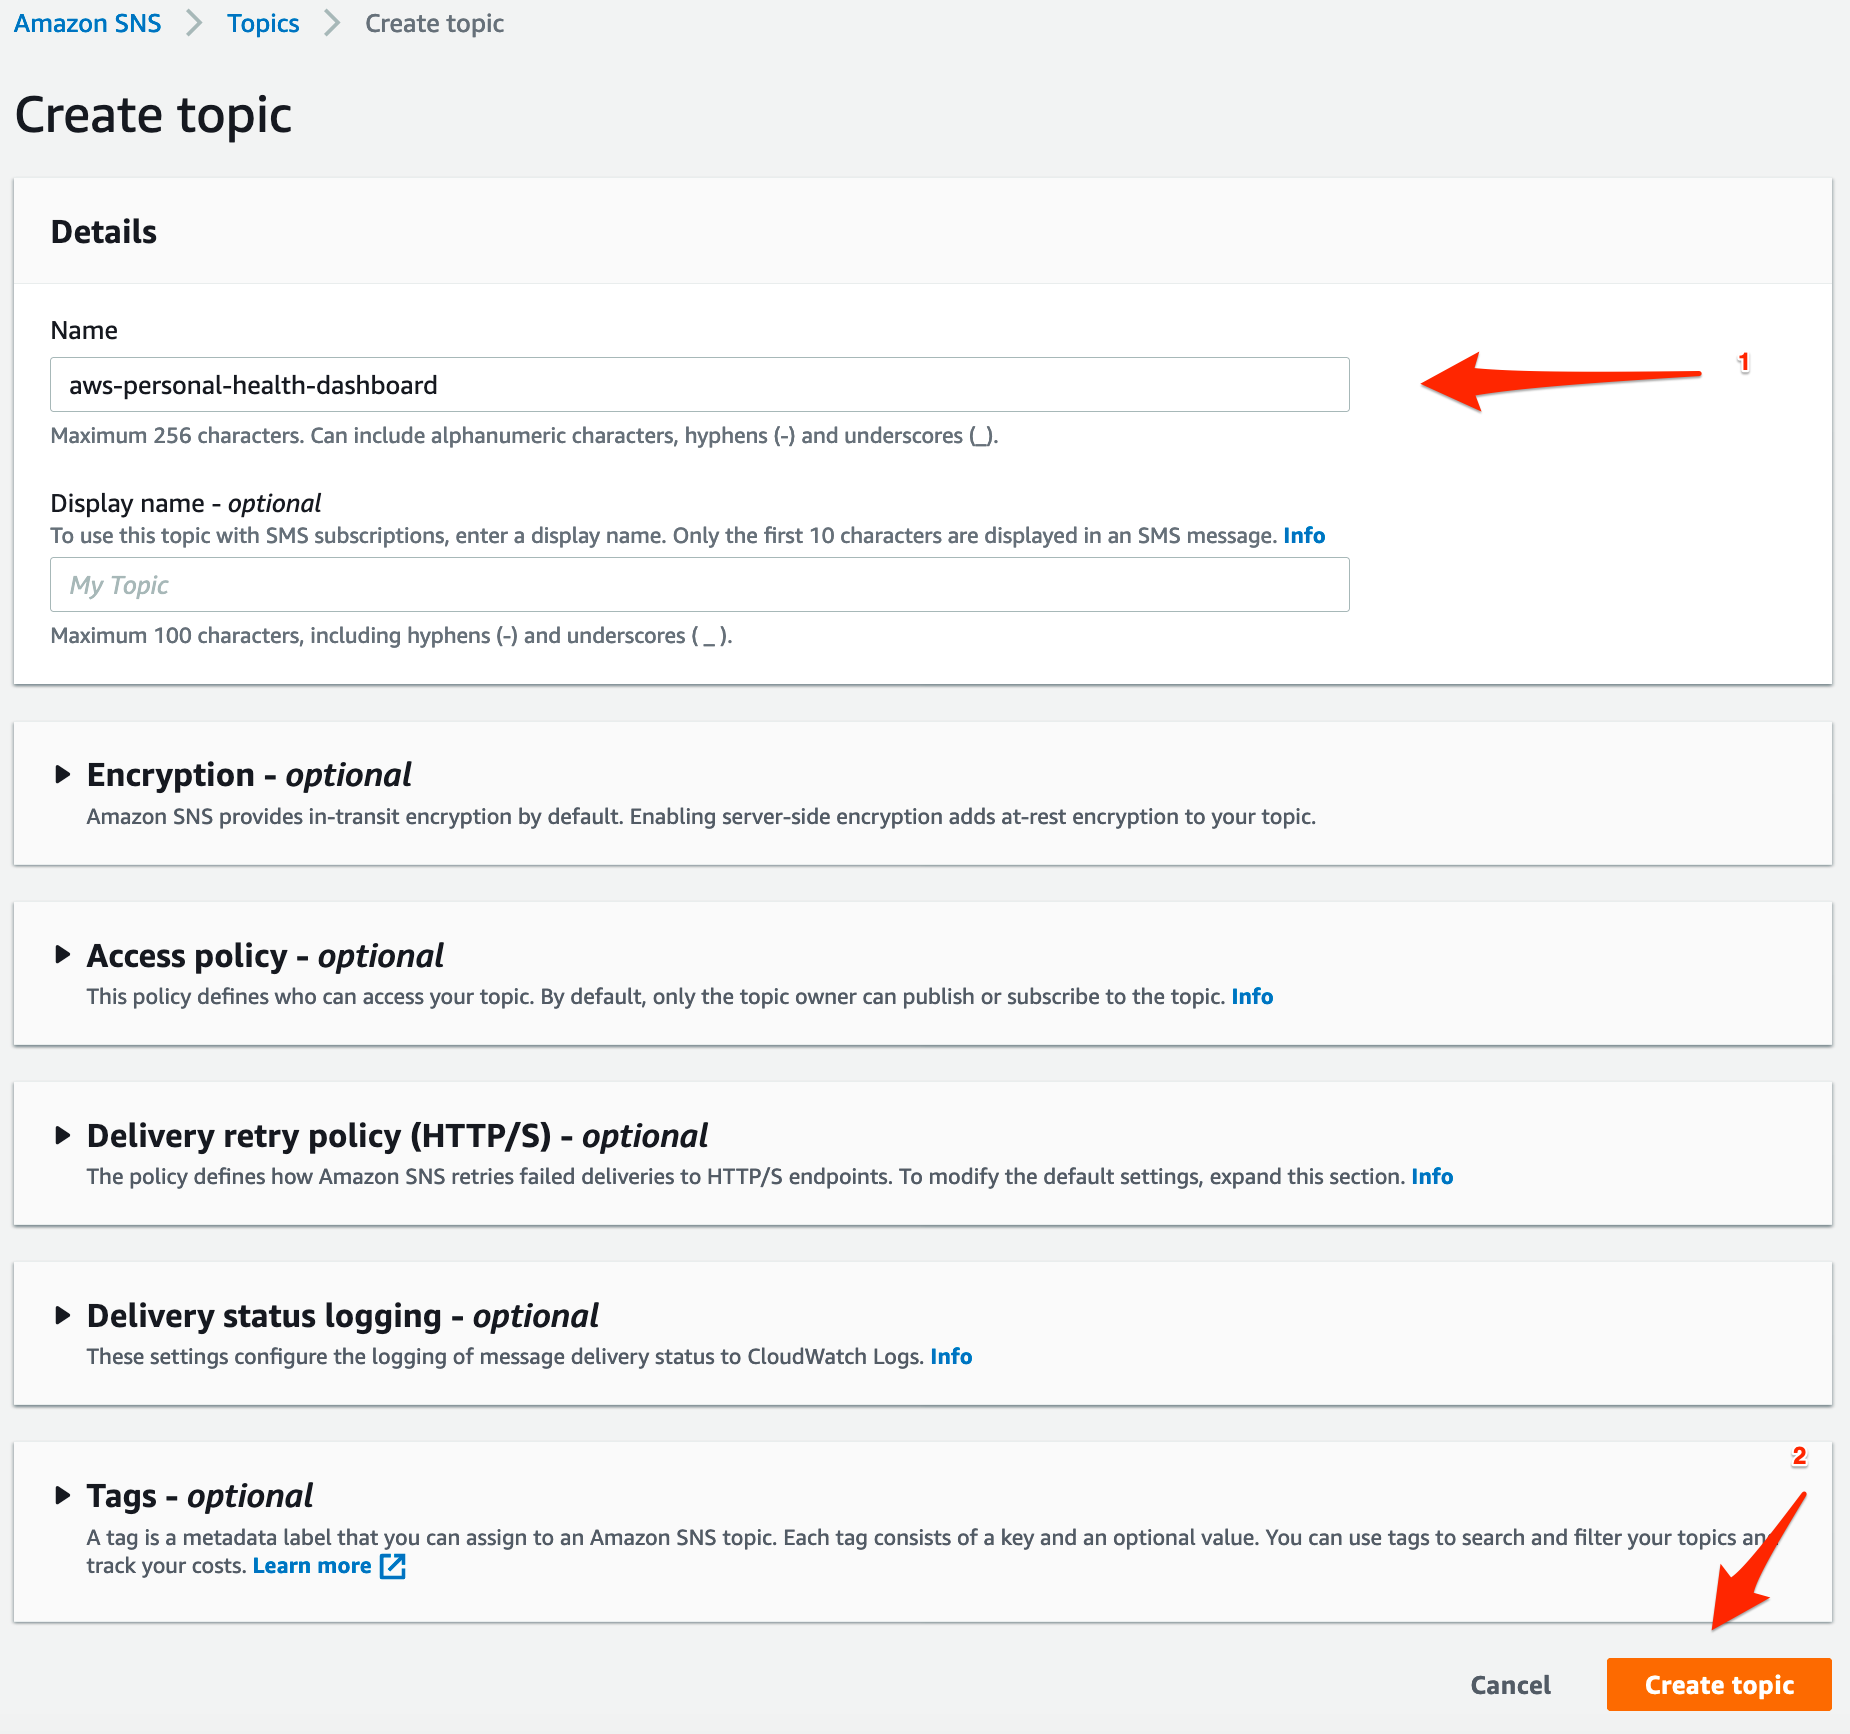 Amazon SNS > Topics > Create topic
Create topic
Details
Name
1
aws-personal-health-dashboard
Maximum 256 characters. Can include alphanumeric characters, hyphens (-) and underscores (_).
Display name - optional
To use this topic with SMS subscriptions, enter a display name. Only the first 10 characters are displayed in an SMS message. Info
My Topic
Maximum 100 characters, including hyphens (-) and underscores ( _ ).
Encryption - optional
Amazon SNS provides in-transit encryption by default. Enabling server-side encryption adds at-rest encryption to your topic.
Access policy - optional
This policy defines who can access your topic. By default, only the topic owner can publish or subscribe to the topic. Info
Delivery retry policy (HTTP/S) - optional
The policy defines how Amazon SNS retries failed deliveries to HTTP/S endpoints. To modify the default settings, expand this section. Info
Delivery status logging - optional
These settings configure the logging of message delivery status to CloudWatch Logs. Info
2
Tags - optional
A tag is a metadata label that you can assign to an Amazon SNS topic. Each tag consists of a key and an optional value. You can use tags to search and filter your topics and
track your costs. Learn more
Cancel Create topic